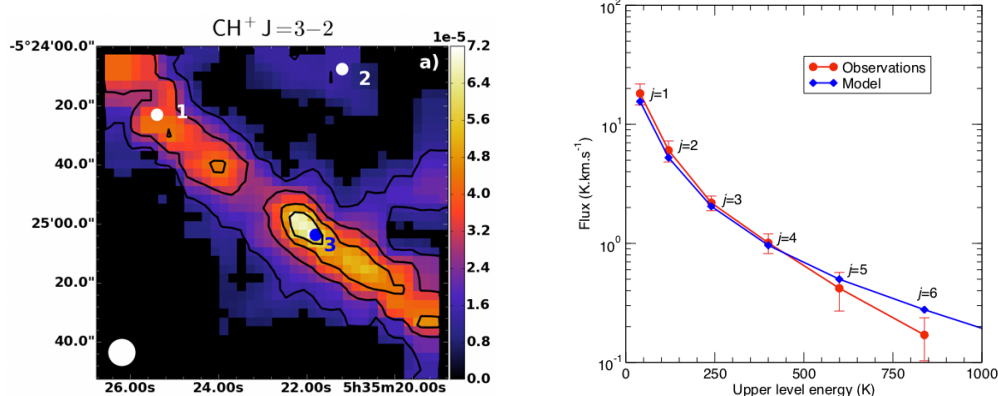 CH+ J=3−2
1e-5
-5°24'00.0"
20.0"
40.0"
25'00.0"
20.0"
40.0"
a)
1
2
3
7.2
6.4
5.6
4.8
4.0
3.2
2.4
1.6
0.8
0.0
26.00s 24.00s 22.00s 5h35m20.00s
Flux (K.km.s⁻¹)
10²
10¹
10⁰
10⁻¹
Observations
Model
j=1
j=2
j=3
j=4
j=5
j=6
0 250 500 750 1000
Upper level energy (K)